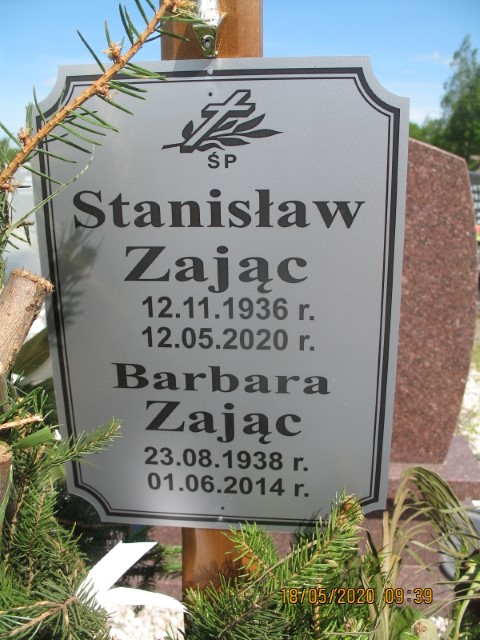 ŚP
Stanisław
Zając
12.11.1936 r.
12.05.2020 r.
Barbara
Zając
23.08.1938 r.
01.06.2014 r.
18/05/2020 09:39